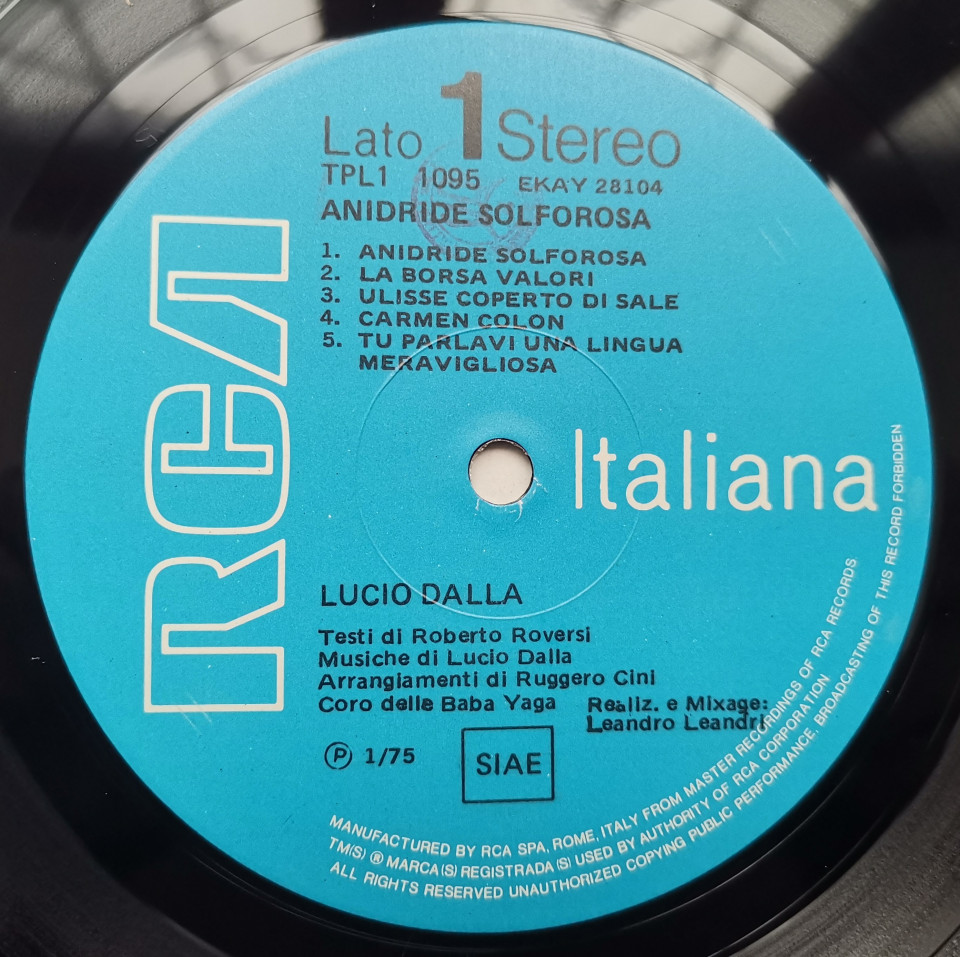 Lato 1 Stereo
TPL1 1095 EKAY 28104
ANIDRIDE SOLFOROSA
1. ANIDRIDE SOLFOROSA
2. LA BORSA VALORI
3. ULISSE COPERTO DI SALE
4. CARMEN COLON
5. TU PARLAVI UNA LINGUA
MERAVIGLIOSA
RCA
Italiana
LUCIO DALLA
Testi di Roberto Roversi
Musiche di Lucio Dalla
Arrangiamenti di Ruggero Cini
Coro delle Baba Yaga
Realiz. e Mixage:
Leandro Leandri
Ⓟ 1/75
SIAE
MANUFACTURED BY RCA SPA, ROME, ITALY FROM MASTER RECORDINGS OF RCA RECORDS
TM(S) ® MARCA(S) REGISTRADA(S) USED BY AUTHORITY OF RCA CORPORATION
ALL RIGHTS RESERVED UNAUTHORIZED COPYING PUBLIC PERFORMANCE. BROADCASTING OF THIS RECORD FORBIDDEN